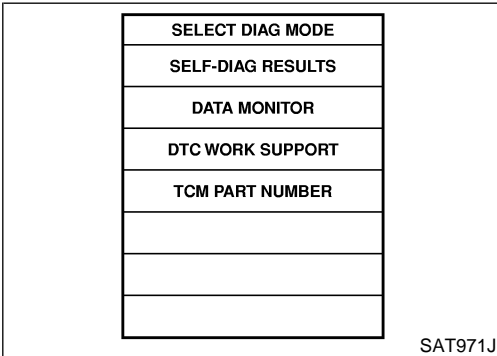 SELECT DIAG MODE
SELF-DIAG RESULTS
DATA MONITOR
DTC WORK SUPPORT
TCM PART NUMBER
SAT971J